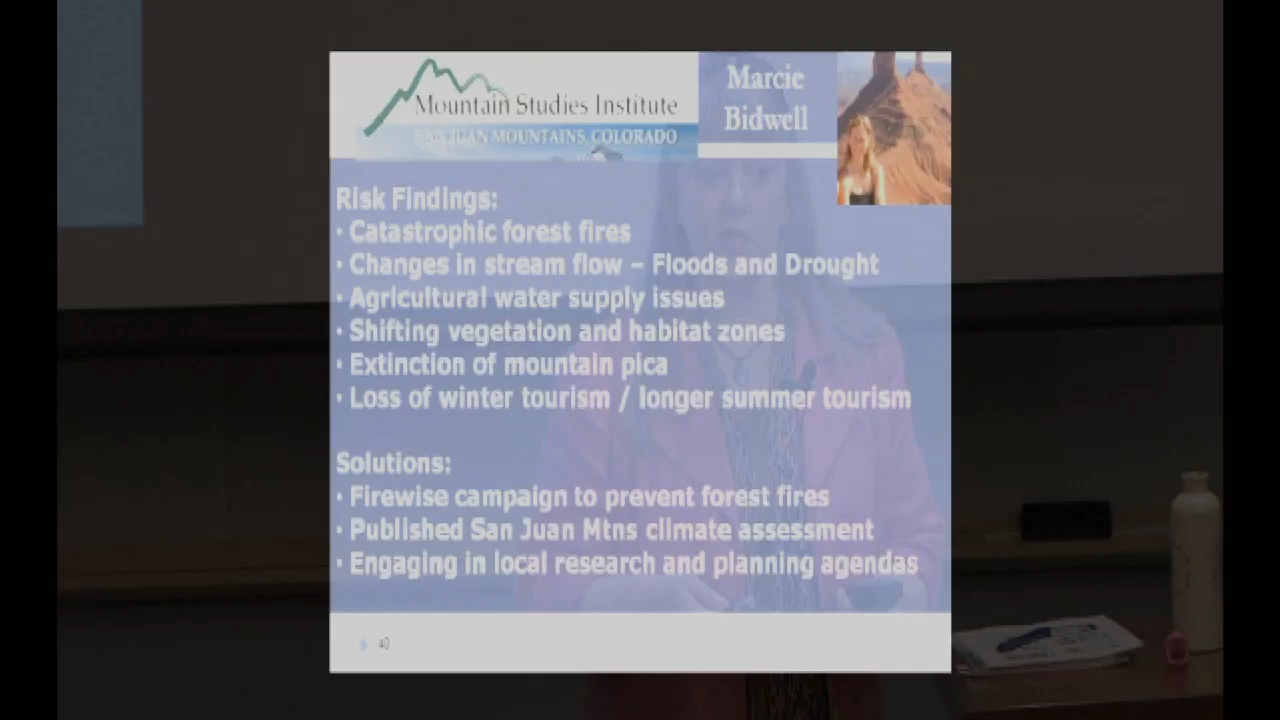 Mountain Studies Institute
SAN JUAN MOUNTAINS, COLORADO
Marcie
Bidwell
Risk Findings:
· Catastrophic forest fires
· Changes in stream flow – Floods and Drought
· Agricultural water supply issues
· Shifting vegetation and habitat zones
· Extinction of mountain pica
· Loss of winter tourism / longer summer tourism
Solutions:
· Firewise campaign to prevent forest fires
· Published San Juan Mtns climate assessment
· Engaging in local research and planning agendas
40